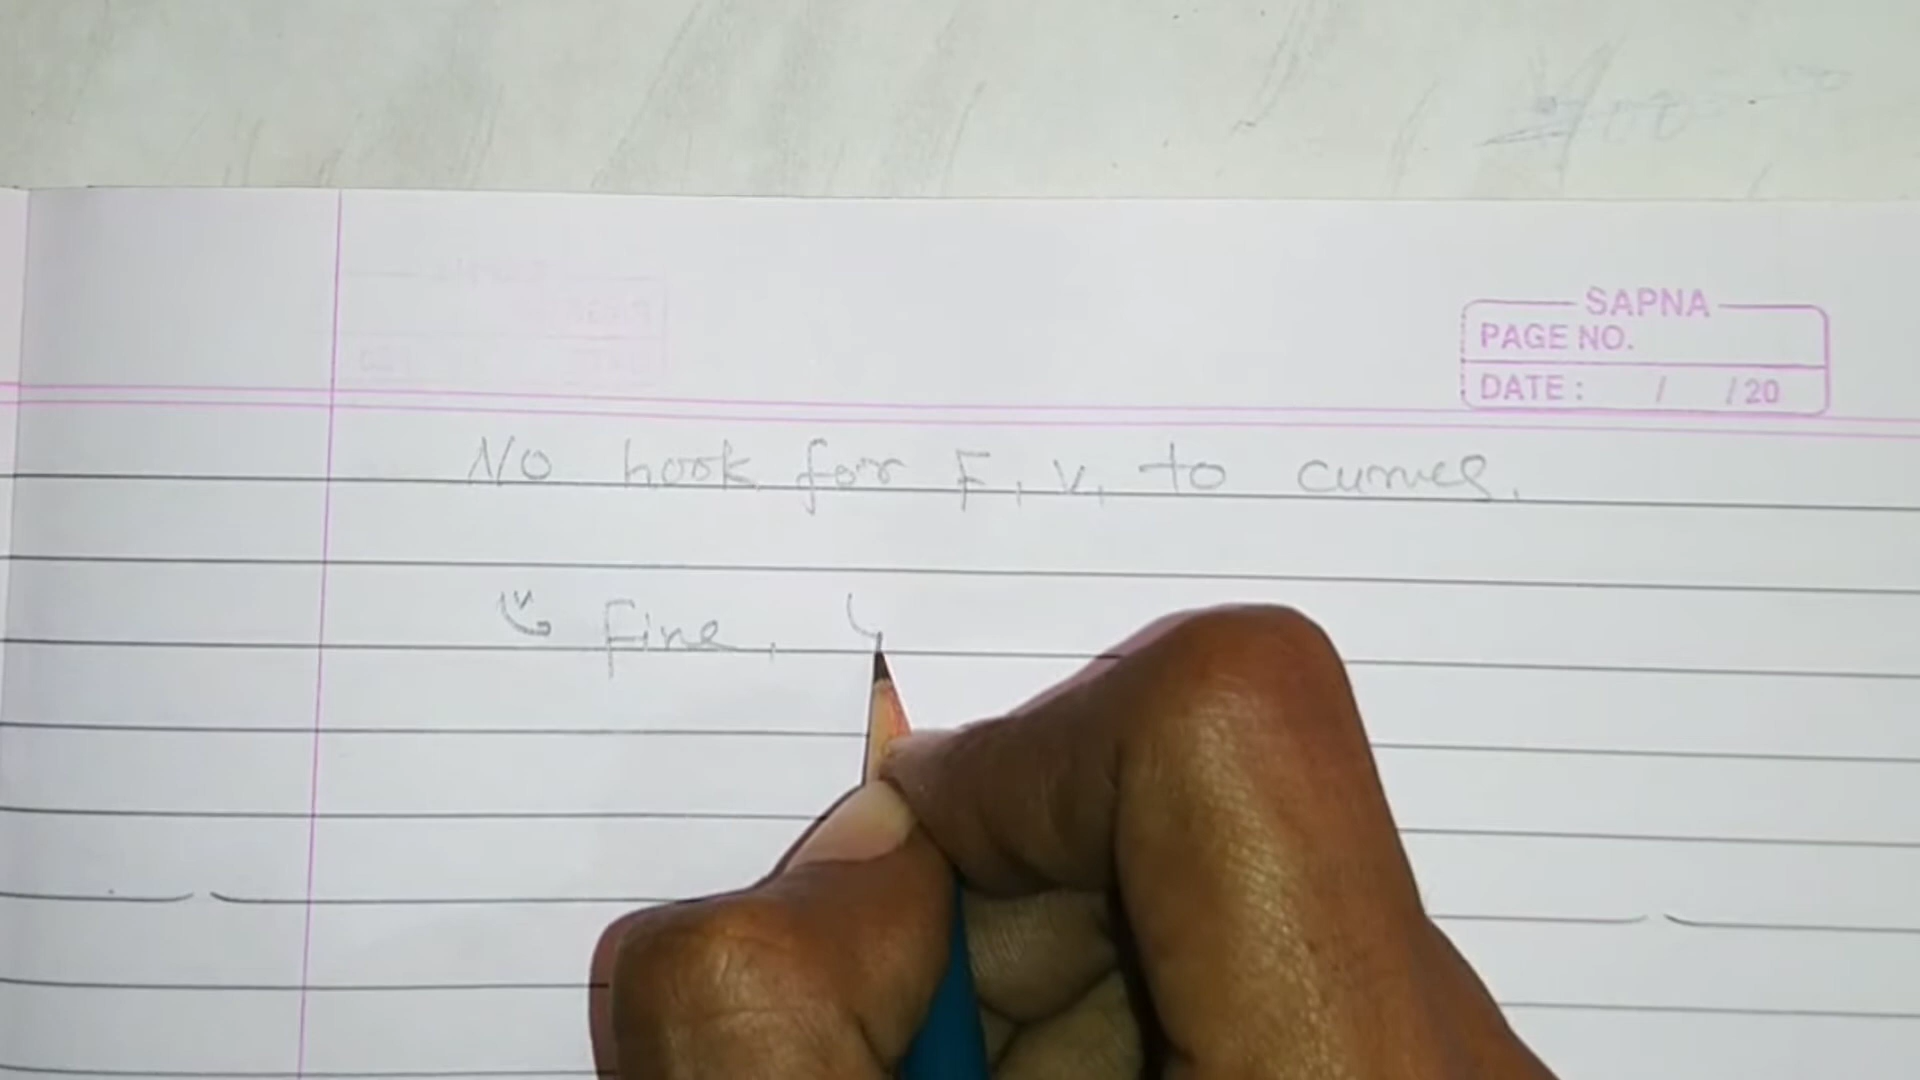 SAPNA
PAGE NO.
DATE : / /20
No hook for F, V, to curves.
fine,